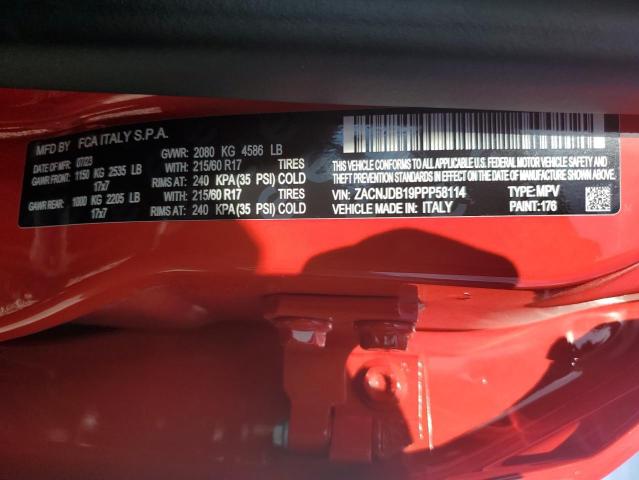 MFD BY FCA ITALY S.P.A.
DATE OF MFR: 07/23
GVWR: 2080 KG 4586 LB
GAWR FRONT: 1150 KG 2535 LB
WITH: 215/60 R17 TIRES
17x7
RIMS AT: 240 KPA(35 PSI) COLD
GAWR REAR: 1000 KG 2205 LB
WITH: 215/60 R17 TIRES
17x7
RIMS AT: 240 KPA(35 PSI) COLD
THIS VEHICLE CONFORMS TO ALL APPLICABLE FEDERAL MOTOR VEHICLE SAFETY,
BUMPER, AND THEFT PREVENTION STANDARDS IN EFFECT
ON THE DATE OF MANUFACTURE SHOWN ABOVE.
VIN: ZACNJDB19PPP58114 TYPE: MPV
VEHICLE MADE IN: ITALY PAINT: 176